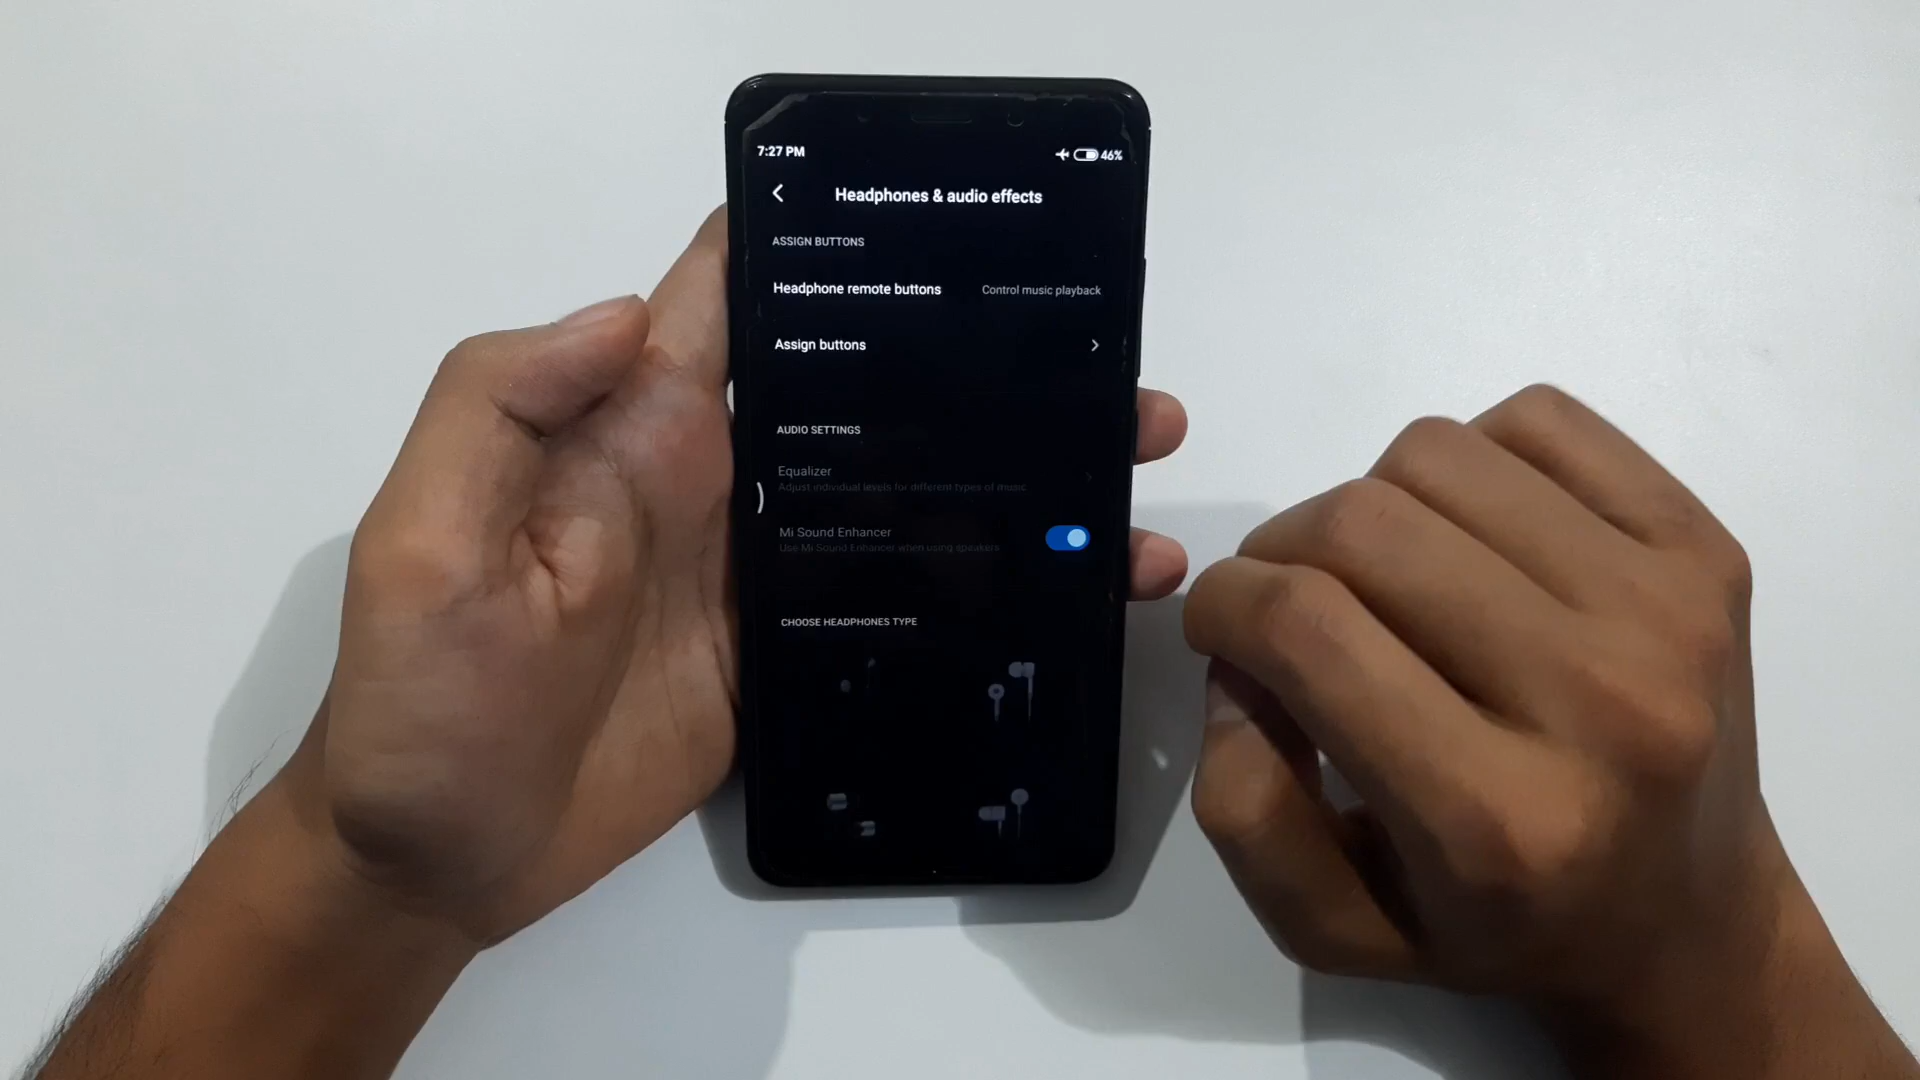 7:27 PM
46%
Headphones & audio effects
ASSIGN BUTTONS
Headphone remote buttons
Control music playback
Assign buttons
AUDIO SETTINGS
Equalizer
Adjust individual levels for different types of music
Mi Sound Enhancer
Use Mi Sound Enhancer when using speakers
CHOOSE HEADPHONES TYPE